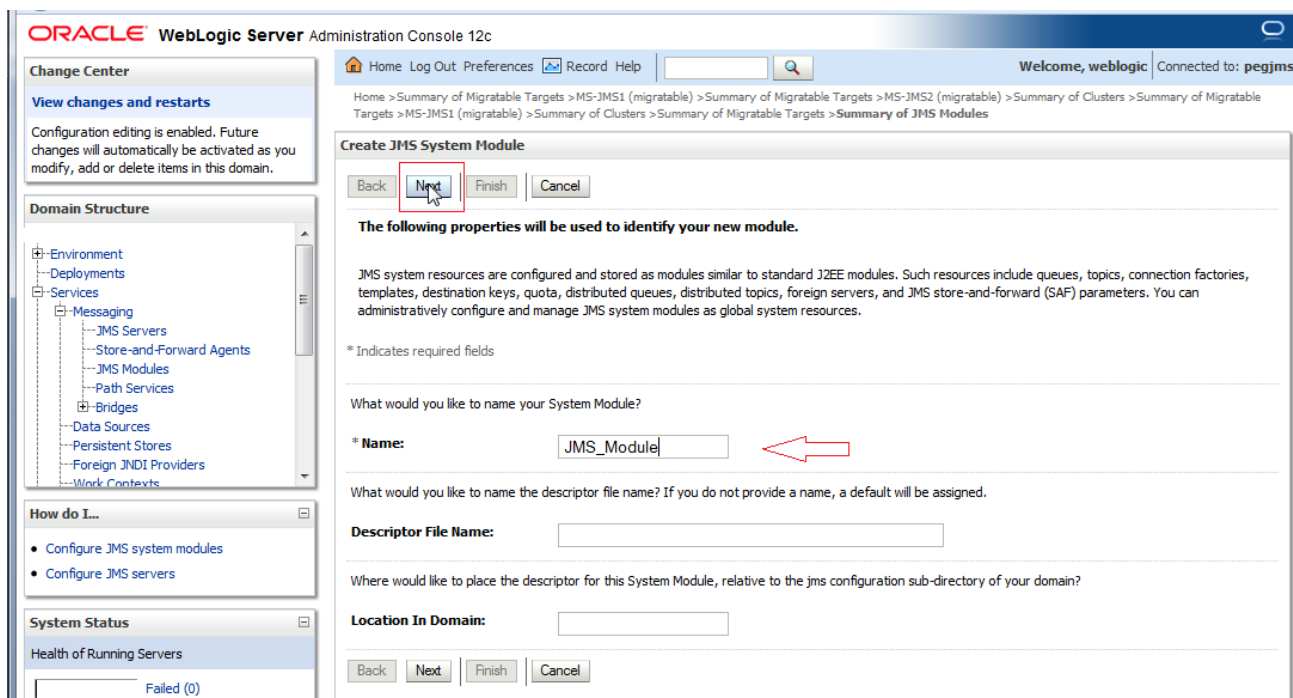 ORACLE WebLogic Server Administration Console 12c
Change Center
View changes and restarts
Configuration editing is enabled. Future
changes will automatically be activated as you
modify, add or delete items in this domain.
Domain Structure
Environment
Deployments
Services
Messaging
JMS Servers
Store-and-Forward Agents
JMS Modules
Path Services
Bridges
Data Sources
Persistent Stores
Foreign JNDI Providers
Work Contexts
How do I...
Configure JMS system modules
Configure JMS servers
System Status
Health of Running Servers
Failed (0)
Home Log Out Preferences Record Help
Welcome, weblogic Connected to: pegjms
Home >Summary of Migratable Targets >MS-JMS1 (migratable) >Summary of Migratable Targets >MS-JMS2 (migratable) >Summary of Clusters >Summary of Migratable
Targets >MS-JMS1 (migratable) >Summary of Clusters >Summary of Migratable Targets >Summary of JMS Modules
Create JMS System Module
Back Next Finish Cancel
The following properties will be used to identify your new module.
JMS system resources are configured and stored as modules similar to standard J2EE modules. Such resources include queues, topics, connection factories,
templates, destination keys, quota, distributed queues, distributed topics, foreign servers, and JMS store-and-forward (SAF) parameters. You can
administratively configure and manage JMS system modules as global system resources.
* Indicates required fields
What would you like to name your System Module?
* Name: JMS_Module
What would you like to name the descriptor file name? If you do not provide a name, a default will be assigned.
Descriptor File Name:
Where would like to place the descriptor for this System Module, relative to the jms configuration sub-directory of your domain?
Location In Domain:
Back Next Finish Cancel